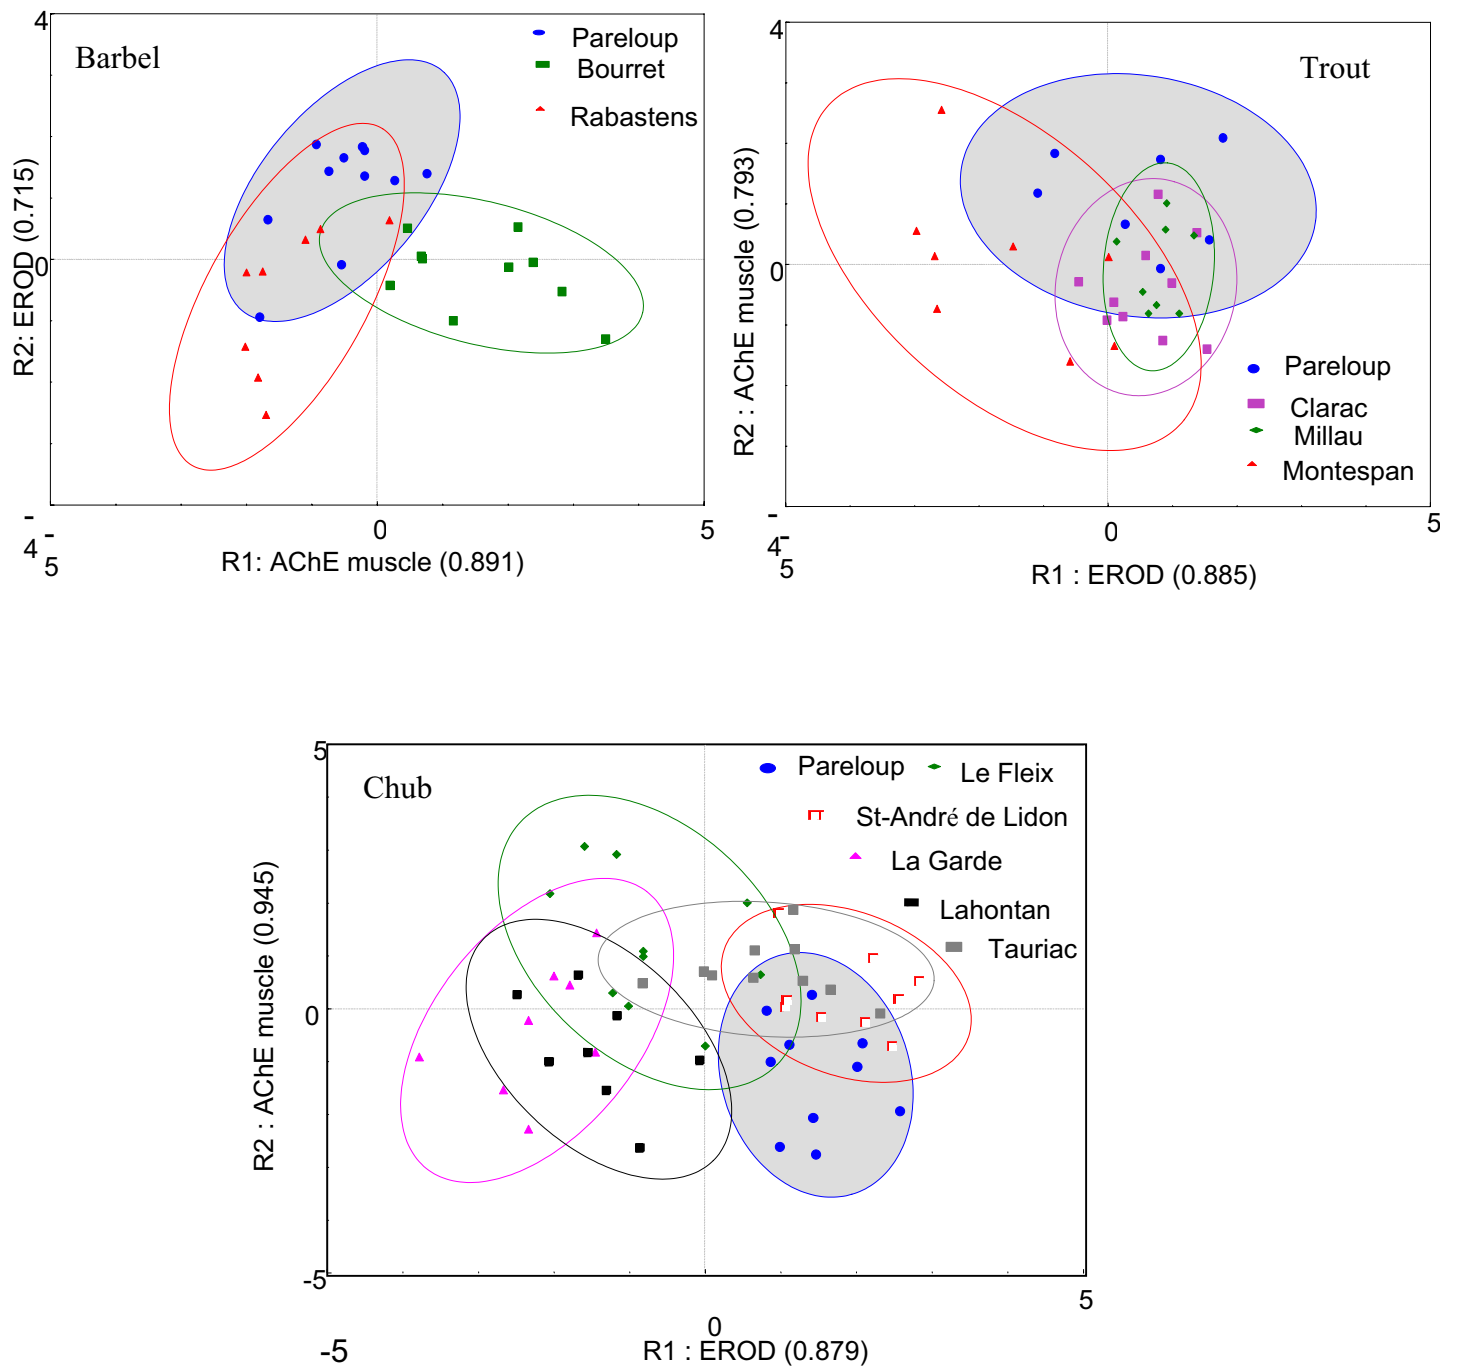 4
Barbel
Pareloup
Bourret
Rabastens
R2: EROD (0.715)
0
-
4
-
5
0
5
R1: AChE muscle (0.891)
4
Trout
R2 : AChE muscle (0.793)
0
Pareloup
Clarac
Millau
Montespan
-
4
-
5
0
5
R1 : EROD (0.885)
5
Chub
Pareloup
Le Fleix
St-André de Lidon
La Garde
Lahontan
Tauriac
R2 : AChE muscle (0.945)
0
-5
-5
0
5
R1 : EROD (0.879)